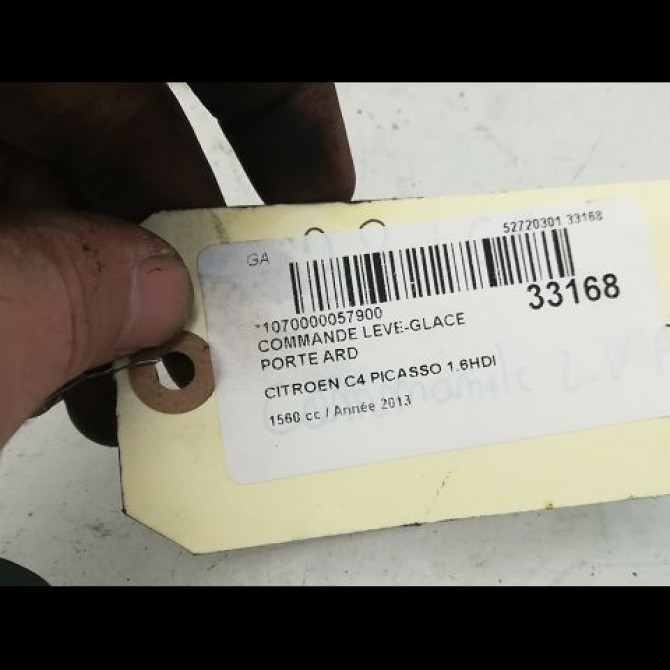 GA
52720301 33168
33168
*1070000057900
COMMANDE LEVE-GLACE
PORTE ARD
CITROEN C4 PICASSO 1.6HDI
1560 cc / Année 2013
Commande L.V